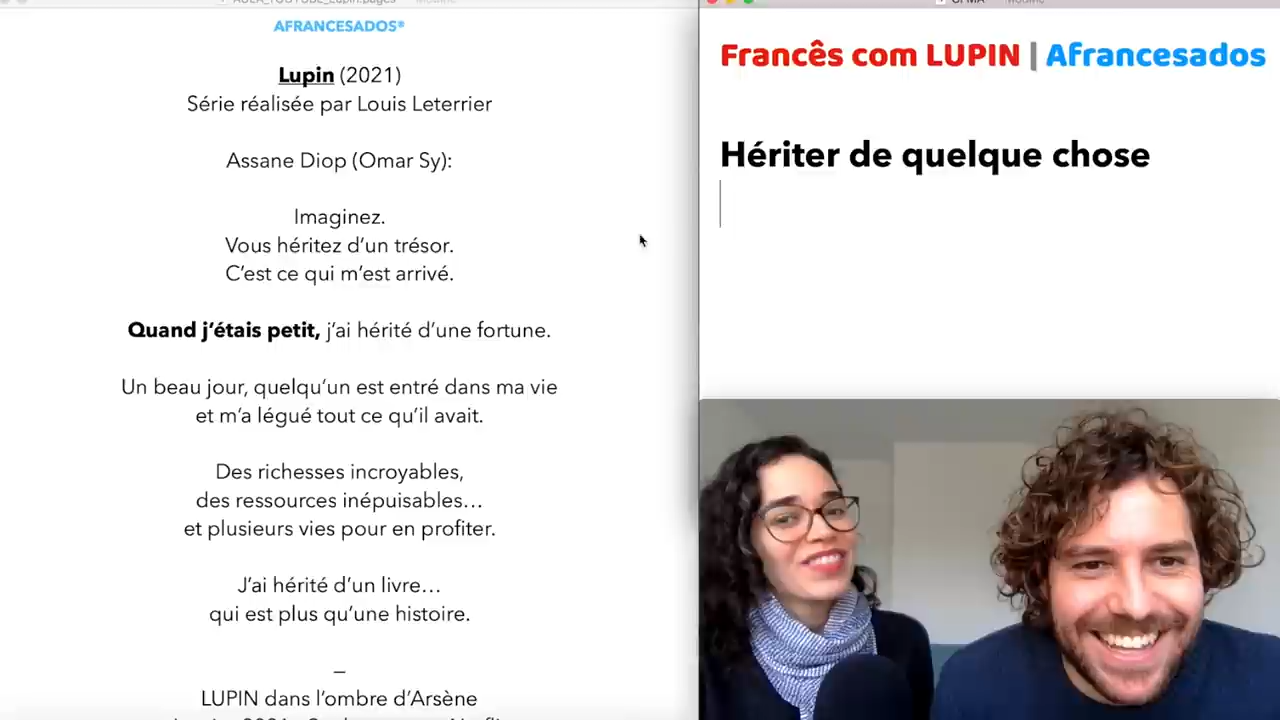 AFRANCESADOS®
Lupin (2021)
Série réalisée par Louis Leterrier
Assane Diop (Omar Sy):
Imaginez.
Vous héritez d’un trésor.
C’est ce qui m’est arrivé.
Quand j’étais petit, j’ai hérité d’une fortune.
Un beau jour, quelqu’un est entré dans ma vie
et m’a légué tout ce qu’il avait.
Des richesses incroyables,
des ressources inépuisables…
et plusieurs vies pour en profiter.
J’ai hérité d’un livre…
qui est plus qu’une histoire.
–
LUPIN dans l’ombre d’Arsène
Francês com LUPIN | Afrancesados
Hériter de quelque chose